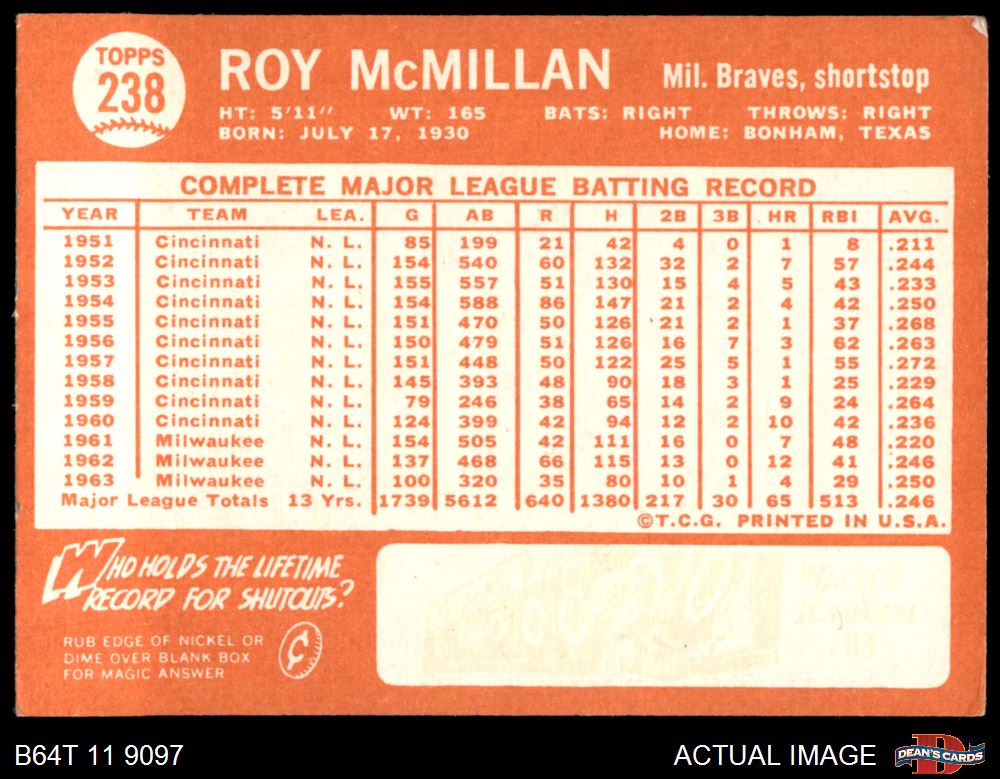 TOPPS
238
ROY McMILLAN
Mil. Braves, shortstop
HT: 5'11" WT: 165 BATS: RIGHT THROWS: RIGHT
BORN: JULY 17, 1930 HOME: BONHAM, TEXAS
COMPLETE MAJOR LEAGUE BATTING RECORD
YEAR TEAM LEA. G AB R H 2B 3B HR RBI AVG.
1951 Cincinnati N. L. 85 199 21 42 4 0 1 8 .211
1952 Cincinnati N. L. 154 540 60 132 32 2 7 57 .244
1953 Cincinnati N. L. 155 557 51 130 15 4 5 43 .233
1954 Cincinnati N. L. 154 588 86 147 21 2 4 42 .250
1955 Cincinnati N. L. 151 470 50 126 21 2 1 37 .268
1956 Cincinnati N. L. 150 479 51 126 16 7 3 62 .263
1957 Cincinnati N. L. 151 448 50 122 25 5 1 55 .272
1958 Cincinnati N. L. 145 393 48 90 18 3 1 25 .229
1959 Cincinnati N. L. 79 246 38 65 14 2 9 24 .264
1960 Cincinnati N. L. 124 399 42 94 12 2 10 42 .236
1961 Milwaukee N. L. 154 505 42 111 16 0 7 48 .220
1962 Milwaukee N. L. 137 468 66 115 13 0 12 41 .246
1963 Milwaukee N. L. 100 320 35 80 10 1 4 29 .250
Major League Totals 13 Yrs. 1739 5612 640 1380 217 30 65 513 .246
©T.C.G. PRINTED IN U.S.A.
WHO HOLDS THE LIFETIME
RECORD FOR SHUTOUTS?
RUB EDGE OF NICKEL OR
DIME OVER BLANK BOX
FOR MAGIC ANSWER
WALTER
JOHNSON
113
B64T 11 9097
ACTUAL IMAGE
DEAN'S CARDS